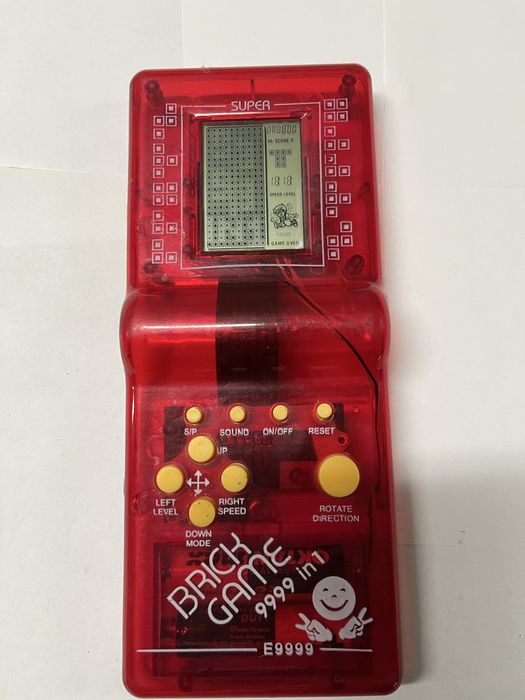 SUPER
HI-SCORE
SPEED LEVEL
GAME OVER
S/P SOUND ON/OFF RESET
UP
LEFT LEVEL
RIGHT SPEED
ROTATE DIRECTION
DOWN MODE
BRICK
GAME
9999 in 1
E9999